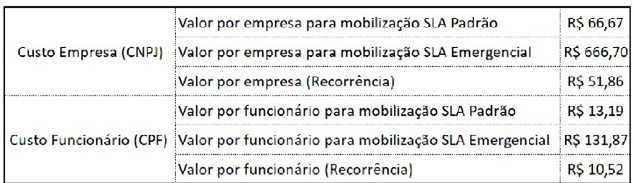 Custo Empresa (CNPJ)
Valor por empresa para mobilização SLA Padrão R$ 66,67
Valor por empresa para mobilização SLA Emergencial R$ 666,70
Valor por empresa (Recorrência) R$ 51,86
Custo Funcionário (CPF)
Valor por funcionário para mobilização SLA Padrão R$ 13,19
Valor por funcionário para mobilização SLA Emergencial R$ 131,87
Valor por funcionário (Recorrência) R$ 10,52